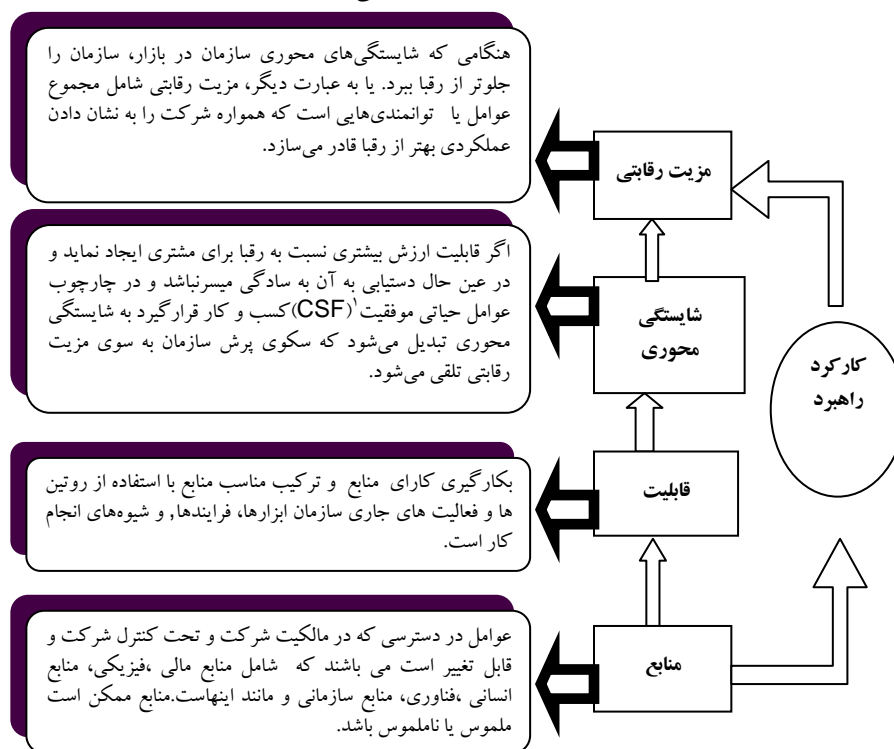 هنگامی که شایستگی‌های محوری سازمان در بازار، سازمان را
جلوتر از رقبا ببرد. یا به عبارت دیگر، مزیت رقابتی شامل مجموع
عوامل یا توانمندی‌هایی است که همواره شرکت را به نشان دادن
عملکردی بهتر از رقبا قادر می‌سازد.
مزیت رقابتی
اگر قابلیت ارزش بیشتری نسبت به رقبا برای مشتری ایجاد نماید و
در عین حال دستیابی به آن به سادگی میسرنباشد و در چارچوب
عوامل حیاتی موفقیت۱(CSF)کسب و کار قرارگیرد به شایستگی
محوری تبدیل می‌شود که سکوی پرش سازمان به سوی مزیت
رقابتی تلقی می‌شود.
شایستگی
محوری
کارکرد
راهبرد
بکارگیری کارای منابع و ترکیب مناسب منابع با استفاده از روتین
ها و فعالیت های جاری سازمان ابزارها، فرایندها, و شیوه‌های انجام
کار است.
قابلیت
عوامل در دسترسی که در مالکیت شرکت و تحت کنترل شرکت و
قابل تغییر است می باشند که شامل منابع مالی ،فیزیکی، منابع
انسانی ،فناوری، منابع سازمانی و مانند اینهاست.منابع ممکن است
ملموس یا ناملموس باشد.
منابع